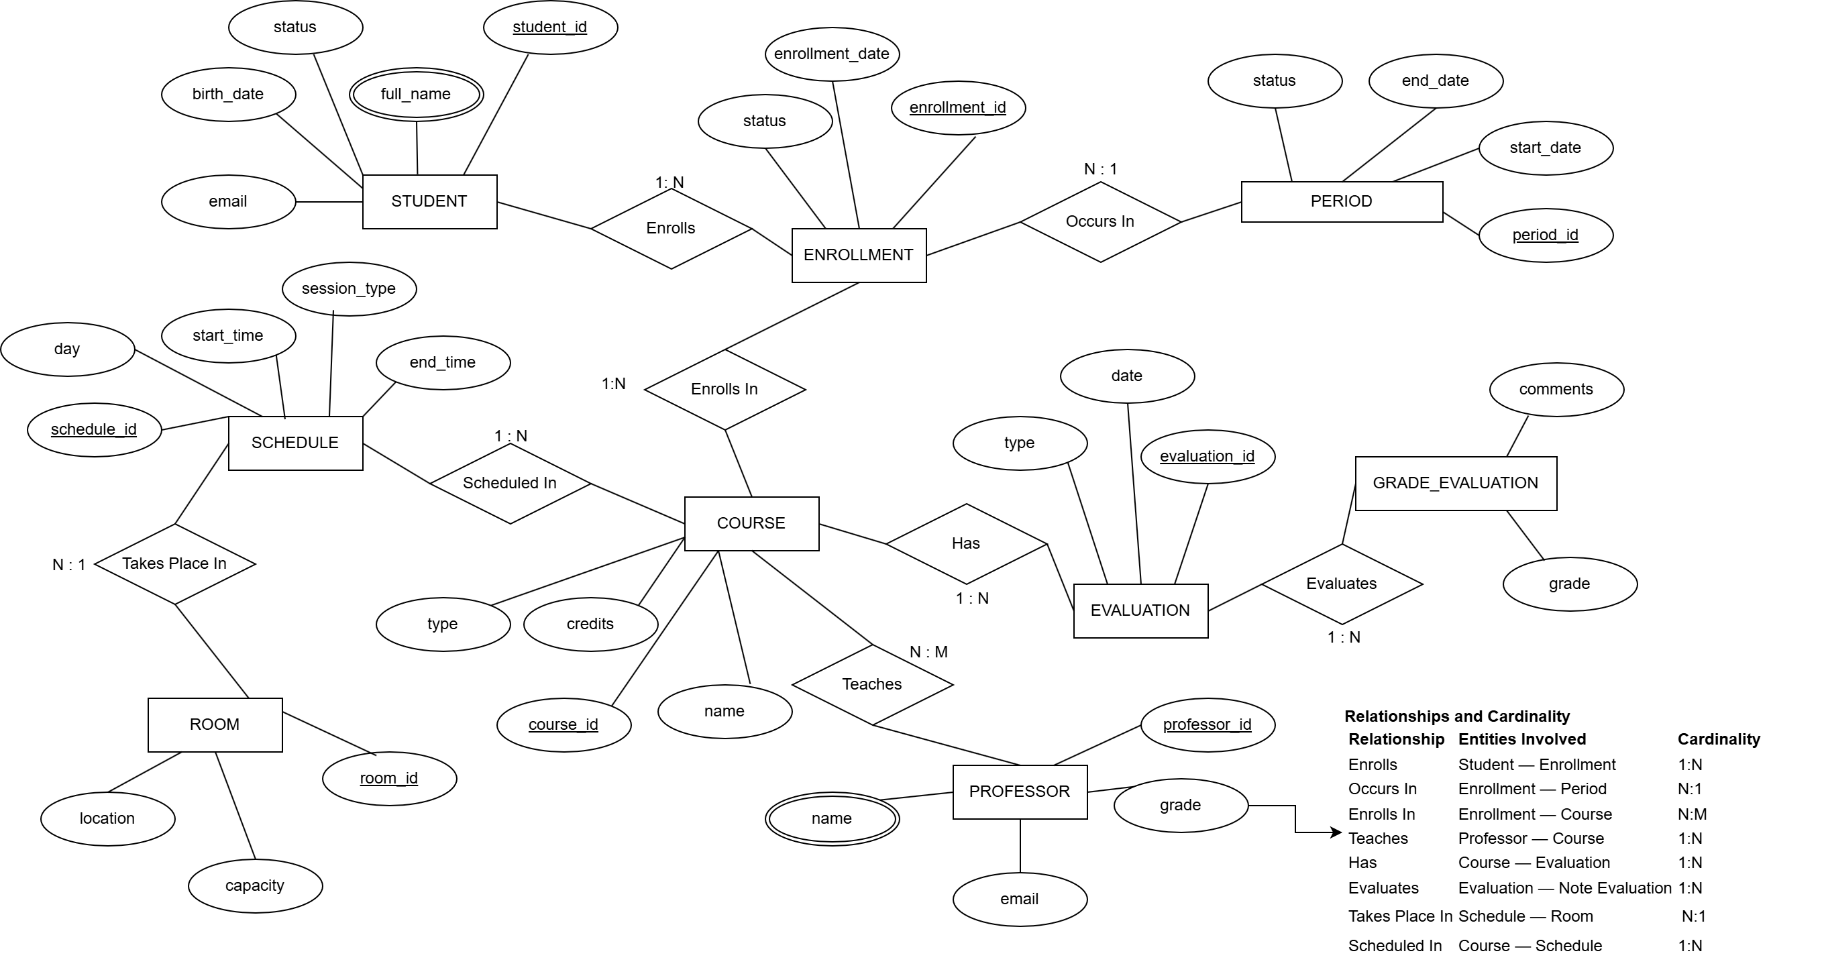 status
student_id
birth_date
full_name
email
STUDENT
1: N
Enrolls
enrollment_date
status
enrollment_id
ENROLLMENT
N : 1
Occurs In
status
end_date
start_date
PERIOD
period_id
session_type
start_time
day
end_time
schedule_id
SCHEDULE
1 : N
Scheduled In
1:N
Enrolls In
COURSE
N : 1
Takes Place In
type
credits
course_id
name
ROOM
room_id
location
capacity
Has
1 : N
date
type
evaluation_id
EVALUATION
Evaluates
1 : N
comments
GRADE_EVALUATION
grade
N : M
Teaches
professor_id
PROFESSOR
name
grade
email
Relationships and Cardinality
Relationship Entities Involved Cardinality
Enrolls Student — Enrollment 1:N
Occurs In Enrollment — Period N:1
Enrolls In Enrollment — Course N:M
Teaches Professor — Course 1:N
Has Course — Evaluation 1:N
Evaluates Evaluation — Note Evaluation 1:N
Takes Place In Schedule — Room N:1
Scheduled In Course — Schedule 1:N